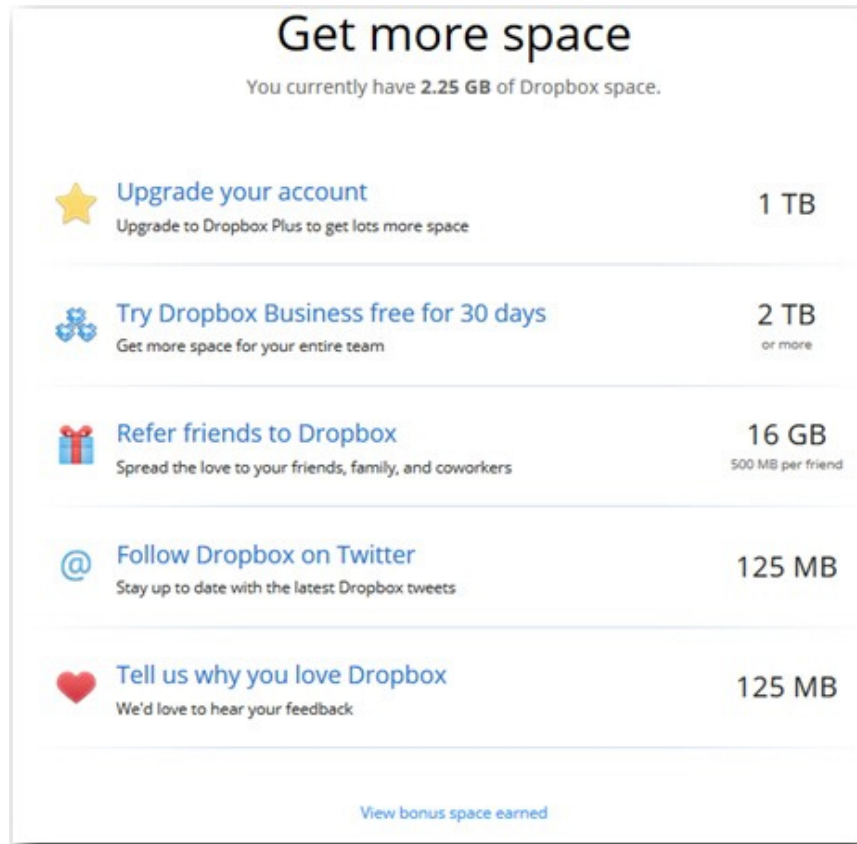 Get more space
You currently have 2.25 GB of Dropbox space.
Upgrade your account
Upgrade to Dropbox Plus to get lots more space
1 TB
Try Dropbox Business free for 30 days
Get more space for your entire team
2 TB
or more
Refer friends to Dropbox
Spread the love to your friends, family, and coworkers
16 GB
500 MB per friend
@ Follow Dropbox on Twitter
Stay up to date with the latest Dropbox tweets
125 MB
Tell us why you love Dropbox
We'd love to hear your feedback
125 MB
View bonus space earned